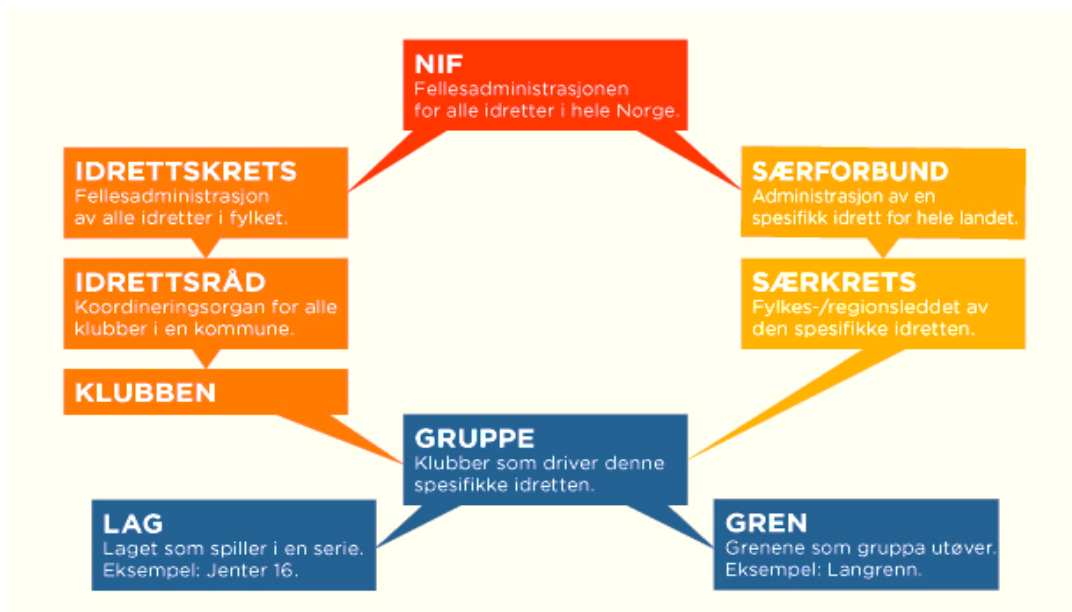 NIF
Fellesadministrasjonen
for alle idretter i hele Norge.
IDRETTSKRETS
Fellesadministrasjon
av alle idretter i fylket.
SÆRFORBUND
Administrasjon av en
spesifikk idrett for hele landet.
IDRETTSRÅD
Koordineringsorgan for alle
klubber i en kommune.
SÆRKRETS
Fylkes-/regionsleddet av
den spesifikke idretten.
KLUBBEN
GRUPPE
Klubber som driver denne
spesifikke idretten.
LAG
Laget som spiller i en serie.
Eksempel: Jenter 16.
GREN
Grenene som gruppa utøver.
Eksempel: Langrenn.